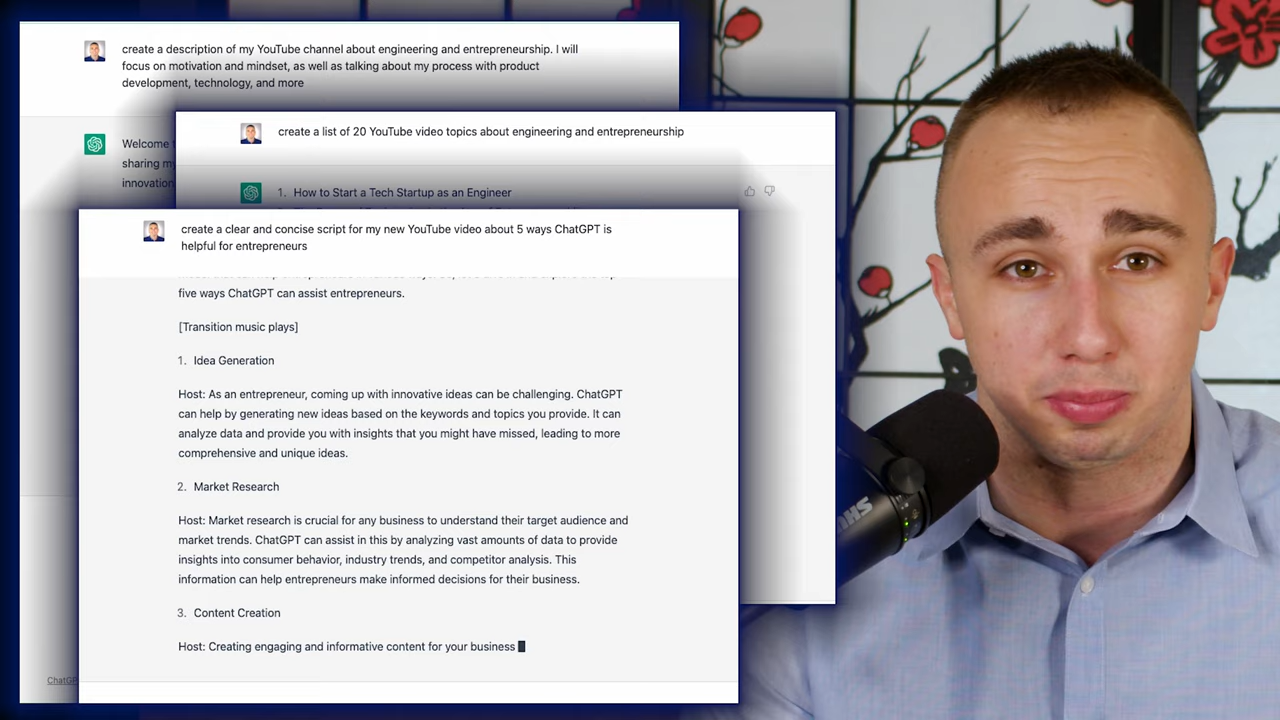 create a description of my YouTube channel about engineering and entrepreneurship. I will
focus on motivation and mindset, as well as talking about my process with product
development, technology, and more
Welcome
sharing my
innovation
ChatGP
create a list of 20 YouTube video topics about engineering and entrepreneurship
1. How to Start a Tech Startup as an Engineer
create a clear and concise script for my new YouTube video about 5 ways ChatGPT is
helpful for entrepreneurs
five ways ChatGPT can assist entrepreneurs.
[Transition music plays]
1. Idea Generation
Host: As an entrepreneur, coming up with innovative ideas can be challenging. ChatGPT
can help by generating new ideas based on the keywords and topics you provide. It can
analyze data and provide you with insights that you might have missed, leading to more
comprehensive and unique ideas.
2. Market Research
Host: Market research is crucial for any business to understand their target audience and
market trends. ChatGPT can assist in this by analyzing vast amounts of data to provide
insights into consumer behavior, industry trends, and competitor analysis. This
information can help entrepreneurs make informed decisions for their business.
3. Content Creation
Host: Creating engaging and informative content for your business
SHU